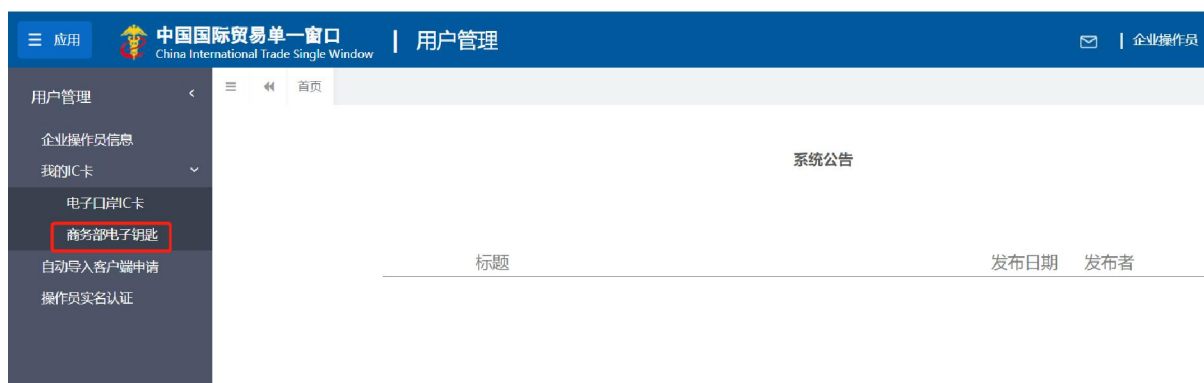 应用
中国国际贸易单一窗口
China International Trade Single Window
用户管理
企业操作员
用户管理
首页
企业操作员信息
我的IC卡
电子口岸IC卡
商务部电子钥匙
自动导入客户端申请
操作员实名认证
系统公告
标题 发布日期 发布者